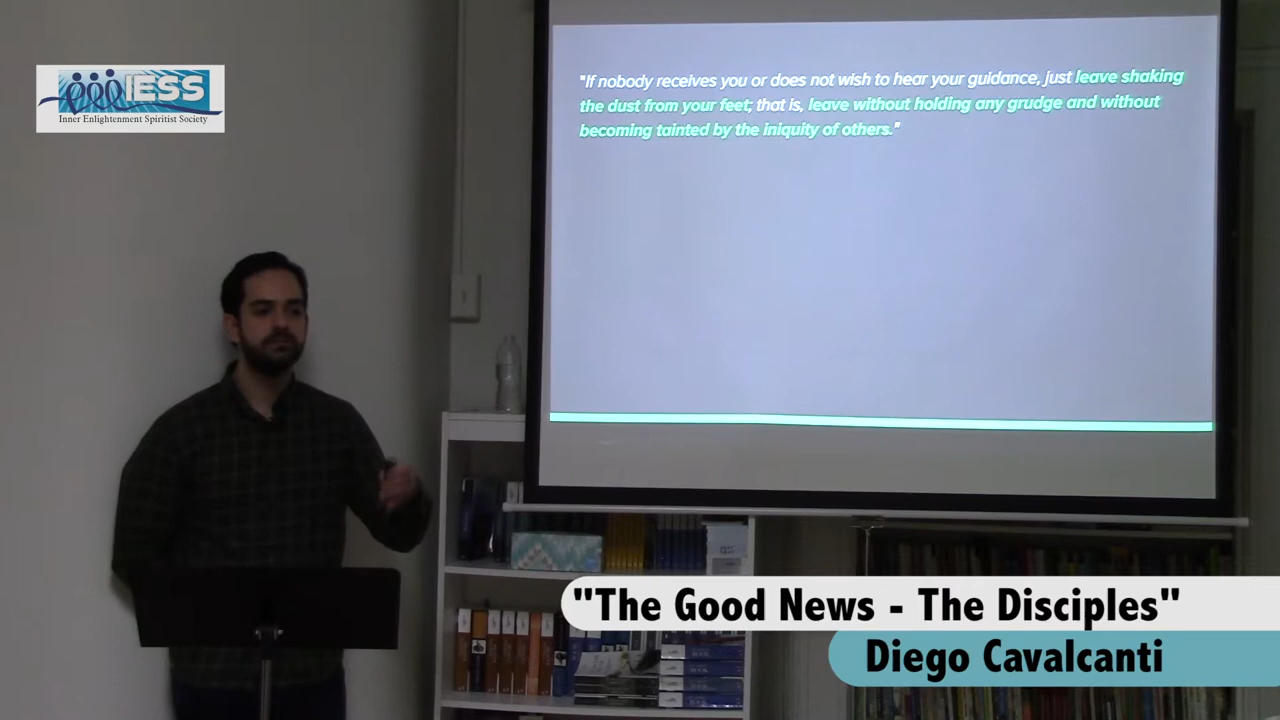 IESS
Inner Enlightenment Spiritist Society
"If nobody receives you or does not wish to hear your guidance, just leave shaking
the dust from your feet; that is, leave without holding any grudge and without
becoming tainted by the iniquity of others."
"The Good News - The Disciples"
Diego Cavalcanti